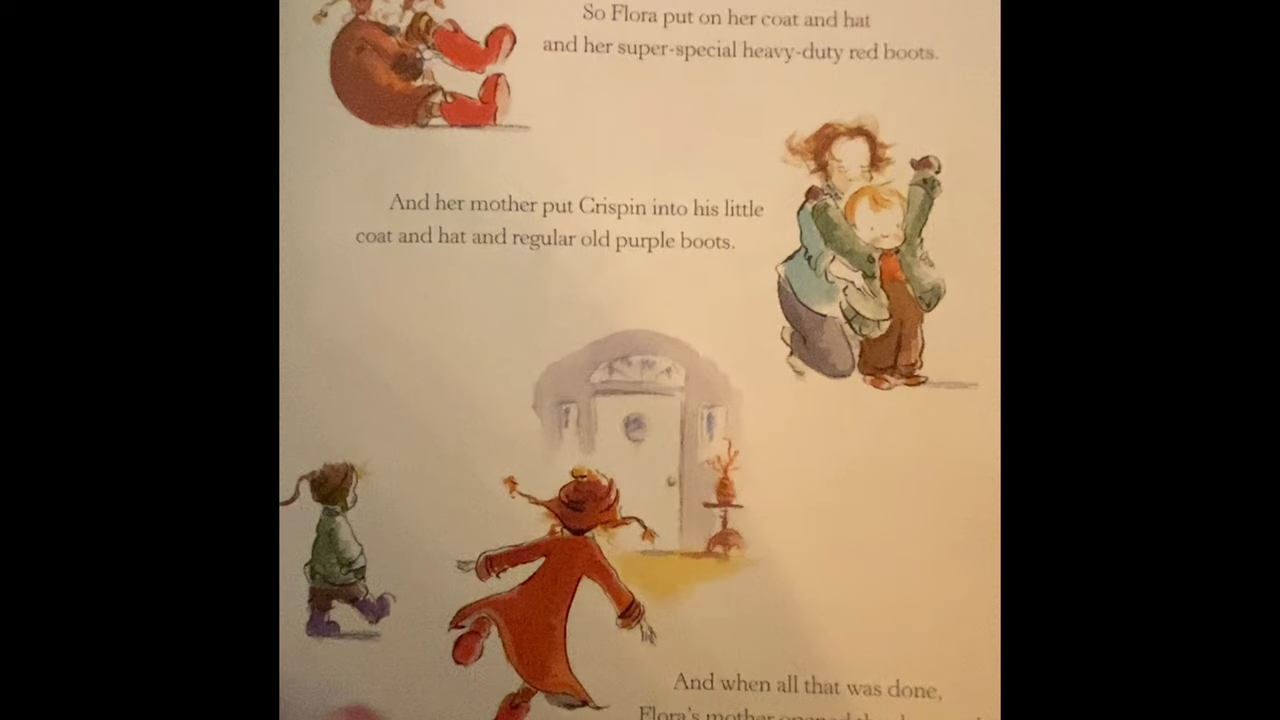 So Flora put on her coat and hat
and her super-special heavy-duty red boots.
And her mother put Crispin into his little
coat and hat and regular old purple boots.
And when all that was done,
Flora's mother opened the